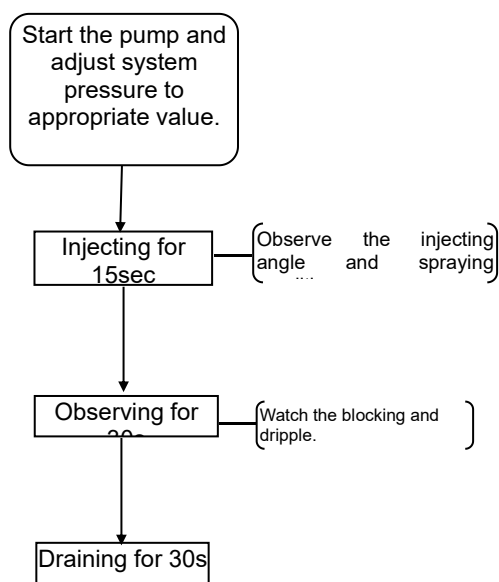 Start the pump and
adjust system
pressure to
appropriate value.
Injecting for
15sec
Observe the injecting
angle and spraying
Observing for
Watch the blocking and
dripple.
Draining for 30s